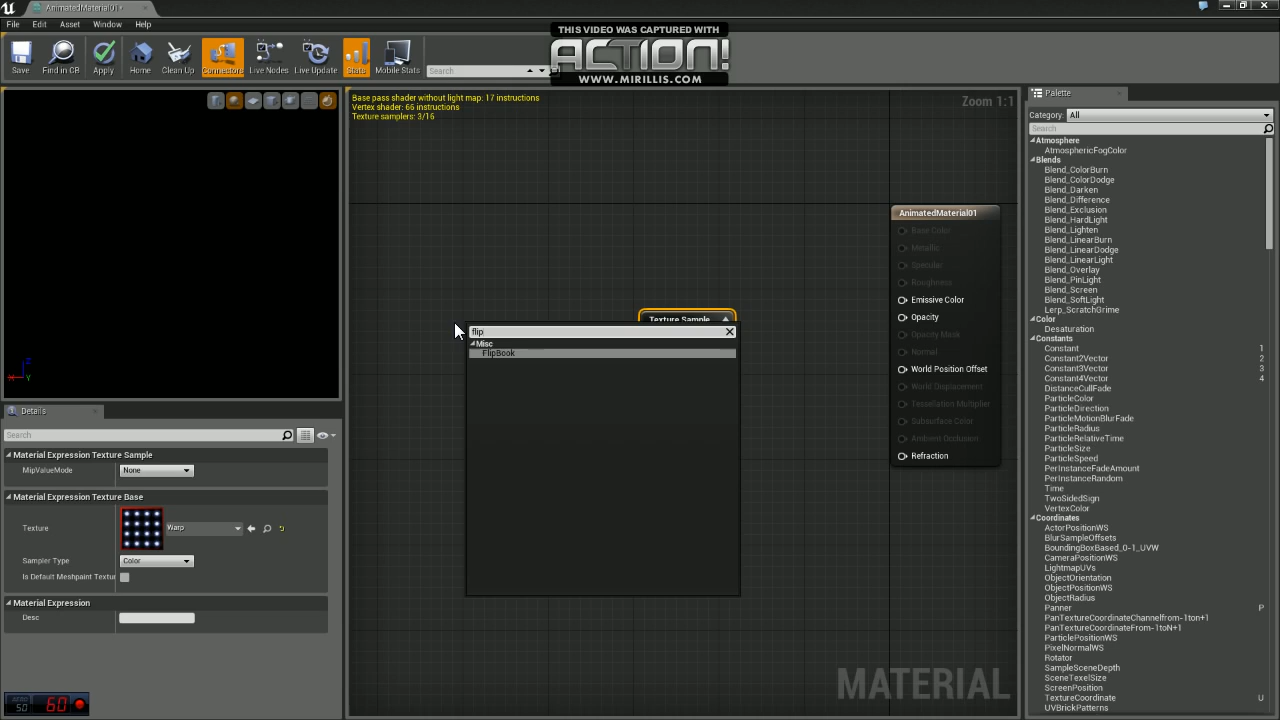 AnimatedMaterial01*
File Edit Asset Window Help
THIS VIDEO WAS CAPTURED WITH
ACTION!
WWW.MIRILLIS.COM
Save Find in CB Apply Home Clean Up Connectors Live Nodes Live Update Stats Mobile Stats Search
Base pass shader without light map: 17 instructions
Vertex shader: 66 instructions
Texture samplers: 3/16
Zoom 1:1
AnimatedMaterial01
Base Color
Metallic
Specular
Roughness
Emissive Color
Opacity
Opacity Mask
Normal
World Position Offset
World Displacement
Tessellation Multiplier
Subsurface Color
Ambient Occlusion
Refraction
Texture Sample
flip
Misc
FlipBook
MATERIAL
Z
X Y
Details
Search
Material Expression Texture Sample
MipValueMode None
Material Expression Texture Base
Texture Warp
Sampler Type Color
Is Default Meshpaint Textur
Material Expression
Desc
50 60
Palette
Category: All
Search
Atmosphere
AtmosphericFogColor
Blends
Blend_ColorBurn
Blend_ColorDodge
Blend_Darken
Blend_Difference
Blend_Exclusion
Blend_HardLight
Blend_Lighten
Blend_LinearBurn
Blend_LinearDodge
Blend_LinearLight
Blend_Overlay
Blend_PinLight
Blend_Screen
Blend_SoftLight
Lerp_ScratchGrime
Color
Desaturation
Constants
Constant 1
Constant2Vector 2
Constant3Vector 3
Constant4Vector 4
DistanceCullFade
ParticleColor
ParticleDirection
ParticleMotionBlurFade
ParticleRadius
ParticleRelativeTime
ParticleSize
ParticleSpeed
PerInstanceFadeAmount
PerInstanceRandom
Time
TwoSidedSign
VertexColor
Coordinates
ActorPositionWS
BlurSampleOffsets
BoundingBoxBased_0-1_UVW
CameraPositionWS
LightmapUVs
ObjectOrientation
ObjectPositionWS
ObjectRadius
Panner P
PanTextureCoordinateChannelfrom-1ton+1
PanTextureCoordinateFrom-1ToN+1
ParticlePositionWS
PixelNormalWS
Rotator
SampleSceneDepth
SceneTexelSize
ScreenPosition
TextureCoordinate U
UVBrickPatterns